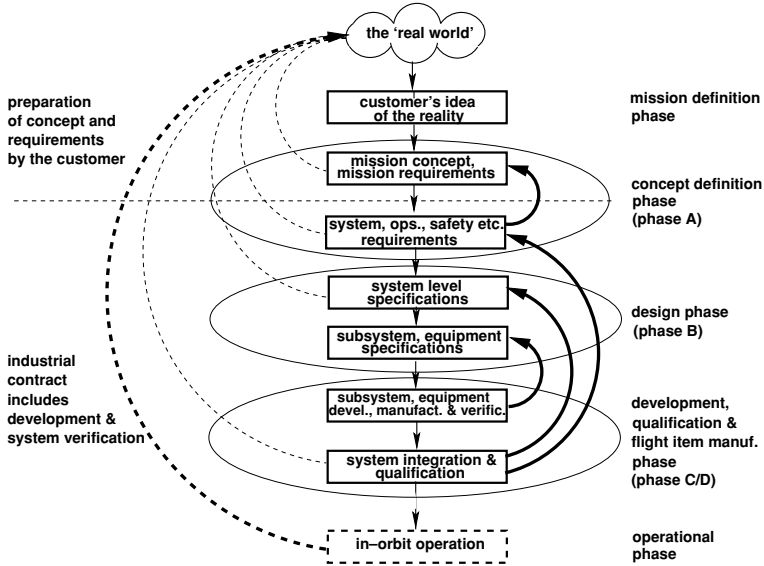 the ‘real world’
preparation
of concept and
requirements
by the customer
customer’s idea
of the reality
mission definition
phase
mission concept,
mission requirements
concept definition
phase
(phase A)
system, ops., safety etc.
requirements
system level
specifications
design phase
(phase B)
subsystem, equipment
specifications
industrial
contract
includes
development &
system verification
subsystem, equipment
devel., manufact. & verific.
development,
qualification &
flight item manuf.
phase
(phase C/D)
system integration &
qualification
in–orbit operation
operational
phase